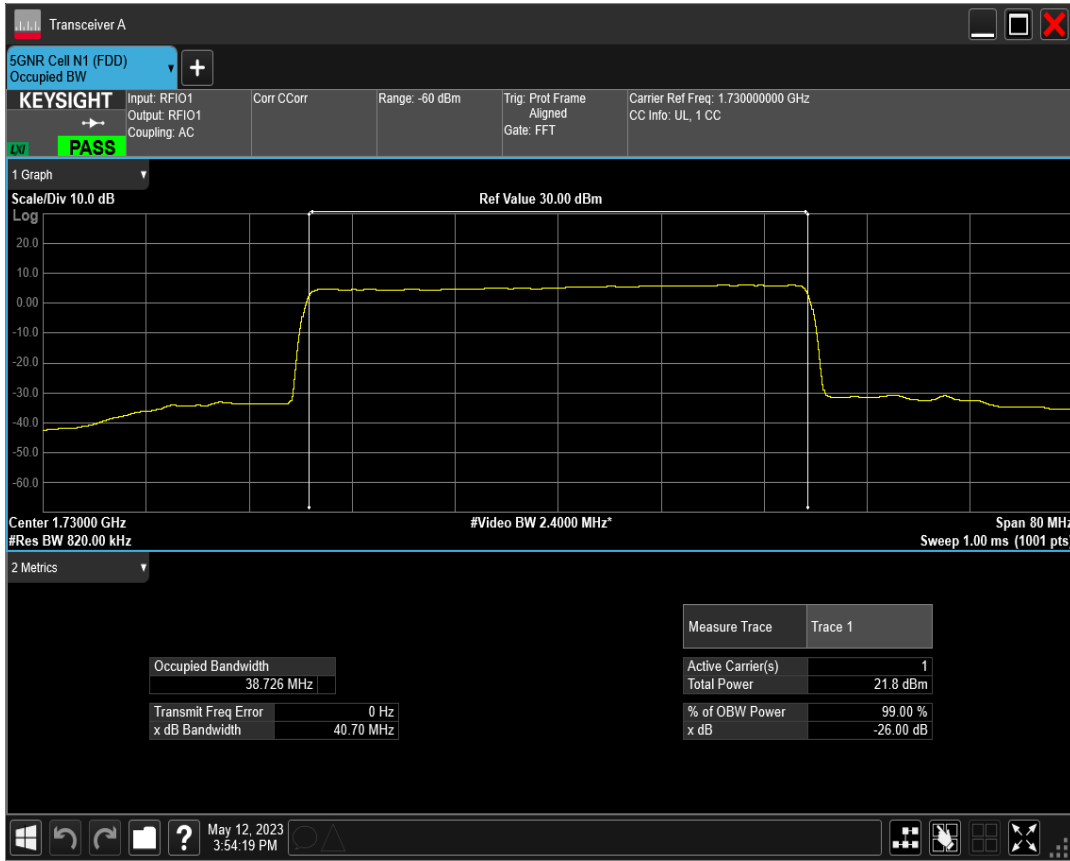 Transceiver A
5GNR Cell N1 (FDD)
Occupied BW
+
KEYSIGHT
LXI
PASS
Input: RFIO1
Output: RFIO1
Coupling: AC
Corr CCorr
Range: -60 dBm
Trig: Prot Frame
Aligned
Gate: FFT
Carrier Ref Freq: 1.730000000 GHz
CC Info: UL, 1 CC
1 Graph
Scale/Div 10.0 dB
Ref Value 30.00 dBm
Log
20.0
10.0
0.00
-10.0
-20.0
-30.0
-40.0
-50.0
-60.0
Center 1.73000 GHz
#Video BW 2.4000 MHz*
Span 80 MHz
#Res BW 820.00 kHz
Sweep 1.00 ms (1001 pts)
2 Metrics
Measure Trace Trace 1
Occupied Bandwidth
38.726 MHz
Active Carrier(s) 1
Total Power 21.8 dBm
Transmit Freq Error 0 Hz
x dB Bandwidth 40.70 MHz
% of OBW Power 99.00 %
x dB -26.00 dB
?
May 12, 2023
3:54:19 PM